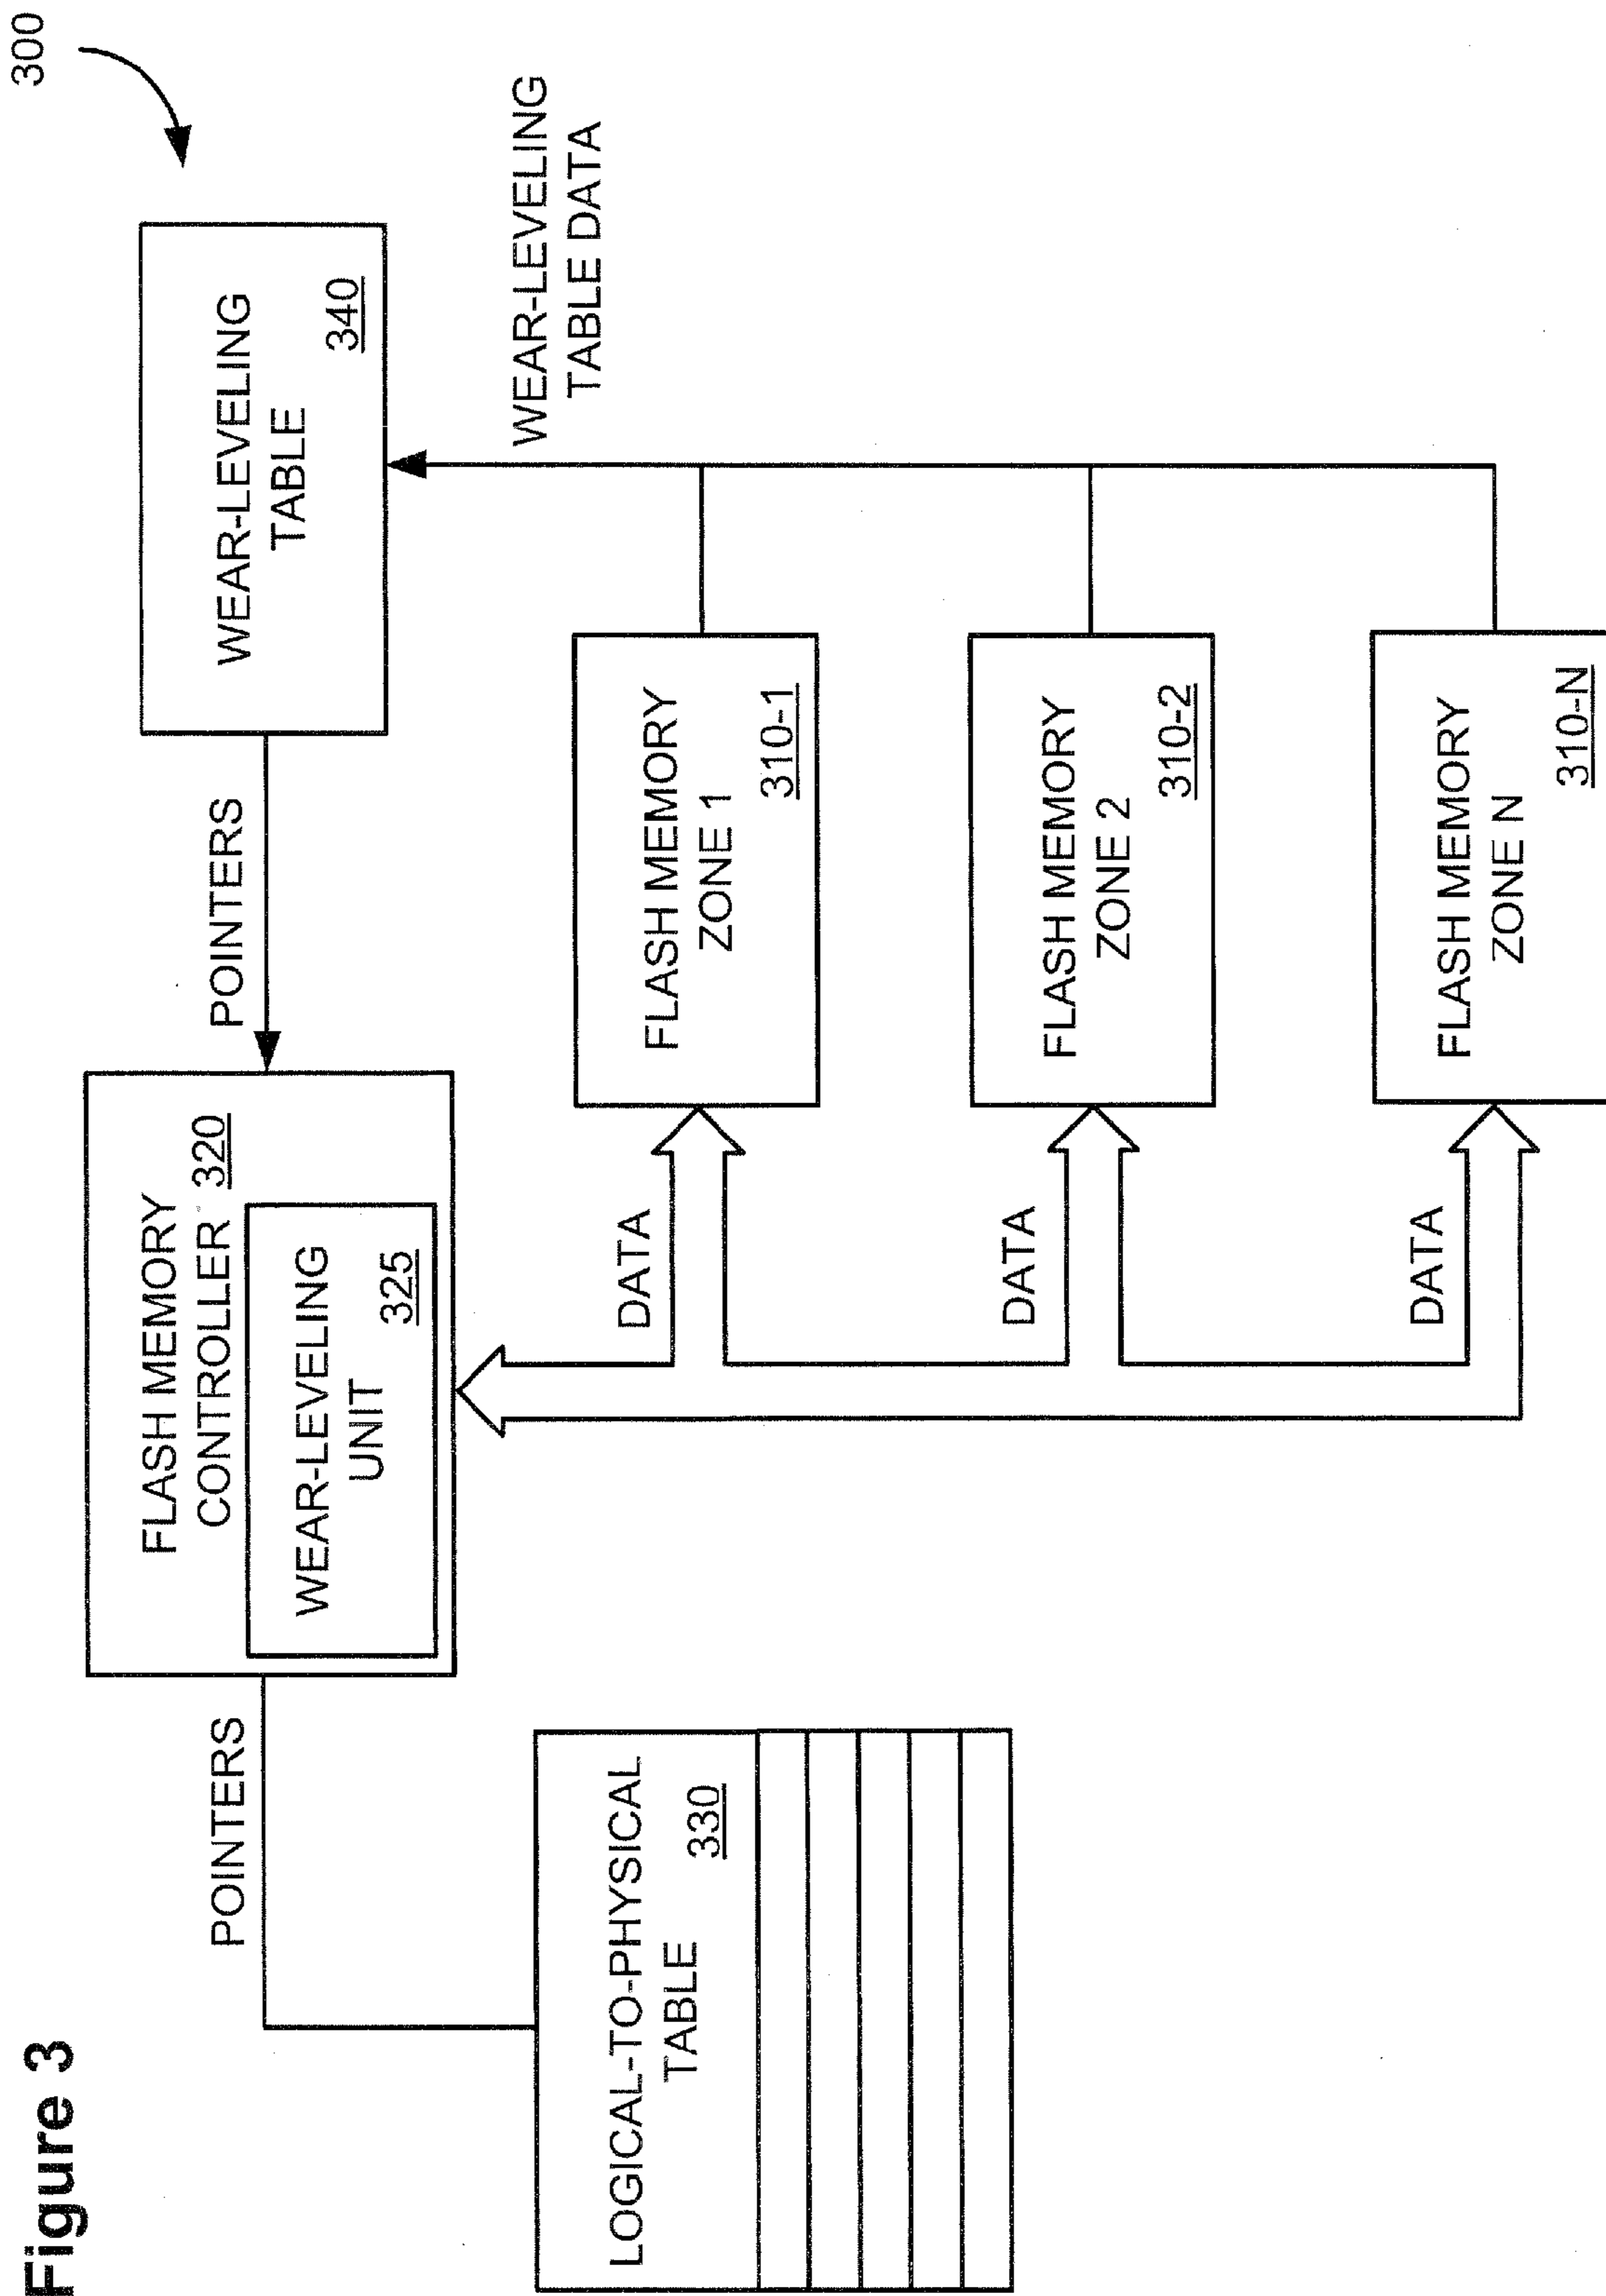 Figure 3
300
POINTERS
FLASH MEMORY
CONTROLLER 320
WEAR-LEVELING
UNIT
325
POINTERS
WEAR-LEVELING
TABLE
340
LOGICAL-TO-PHYSICAL
TABLE
330
WEAR-LEVELING
TABLE DATA
DATA
FLASH MEMORY
ZONE 1
310-1
DATA
FLASH MEMORY
ZONE 2
310-2
DATA
FLASH MEMORY
ZONE N
310-N